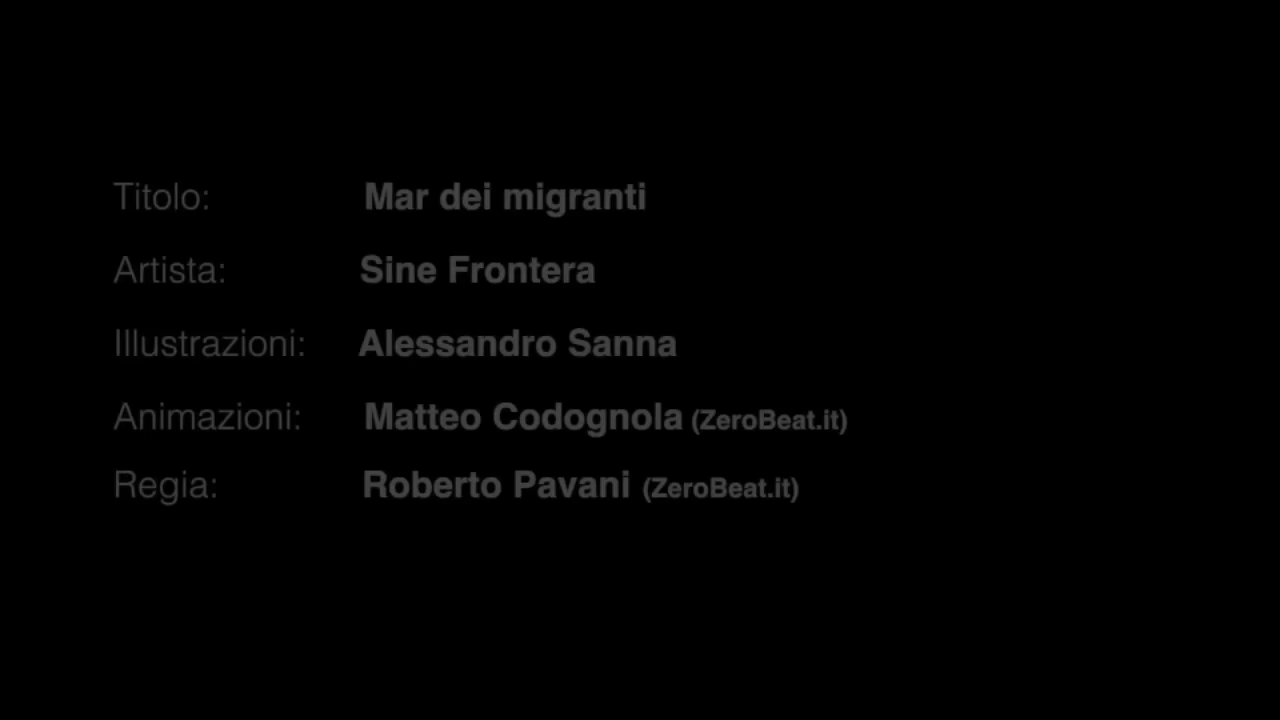 Titolo: Mar dei migranti
Artista: Sine Frontera
Illustrazioni: Alessandro Sanna
Animazioni: Matteo Codognola (ZeroBeat.it)
Regia: Roberto Pavani (ZeroBeat.it)